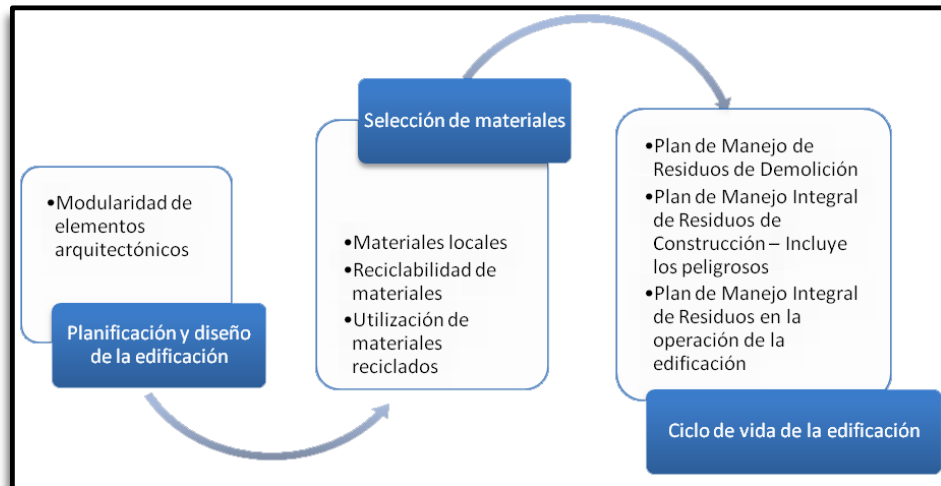 •Modularidad de
elementos
arquitectónicos
Planificación y diseño
de la edificación
Selección de materiales
•Materiales locales
•Reciclabilidad de
materiales
•Utilización de
materiales
reciclados
•Plan de Manejo de
Residuos de Demolición
•Plan de Manejo Integral
de Residuos de
Construcción – Incluye
los peligrosos
•Plan de Manejo Integral
de Residuos en la
operación de la
edificación
Ciclo de vida de la edificación